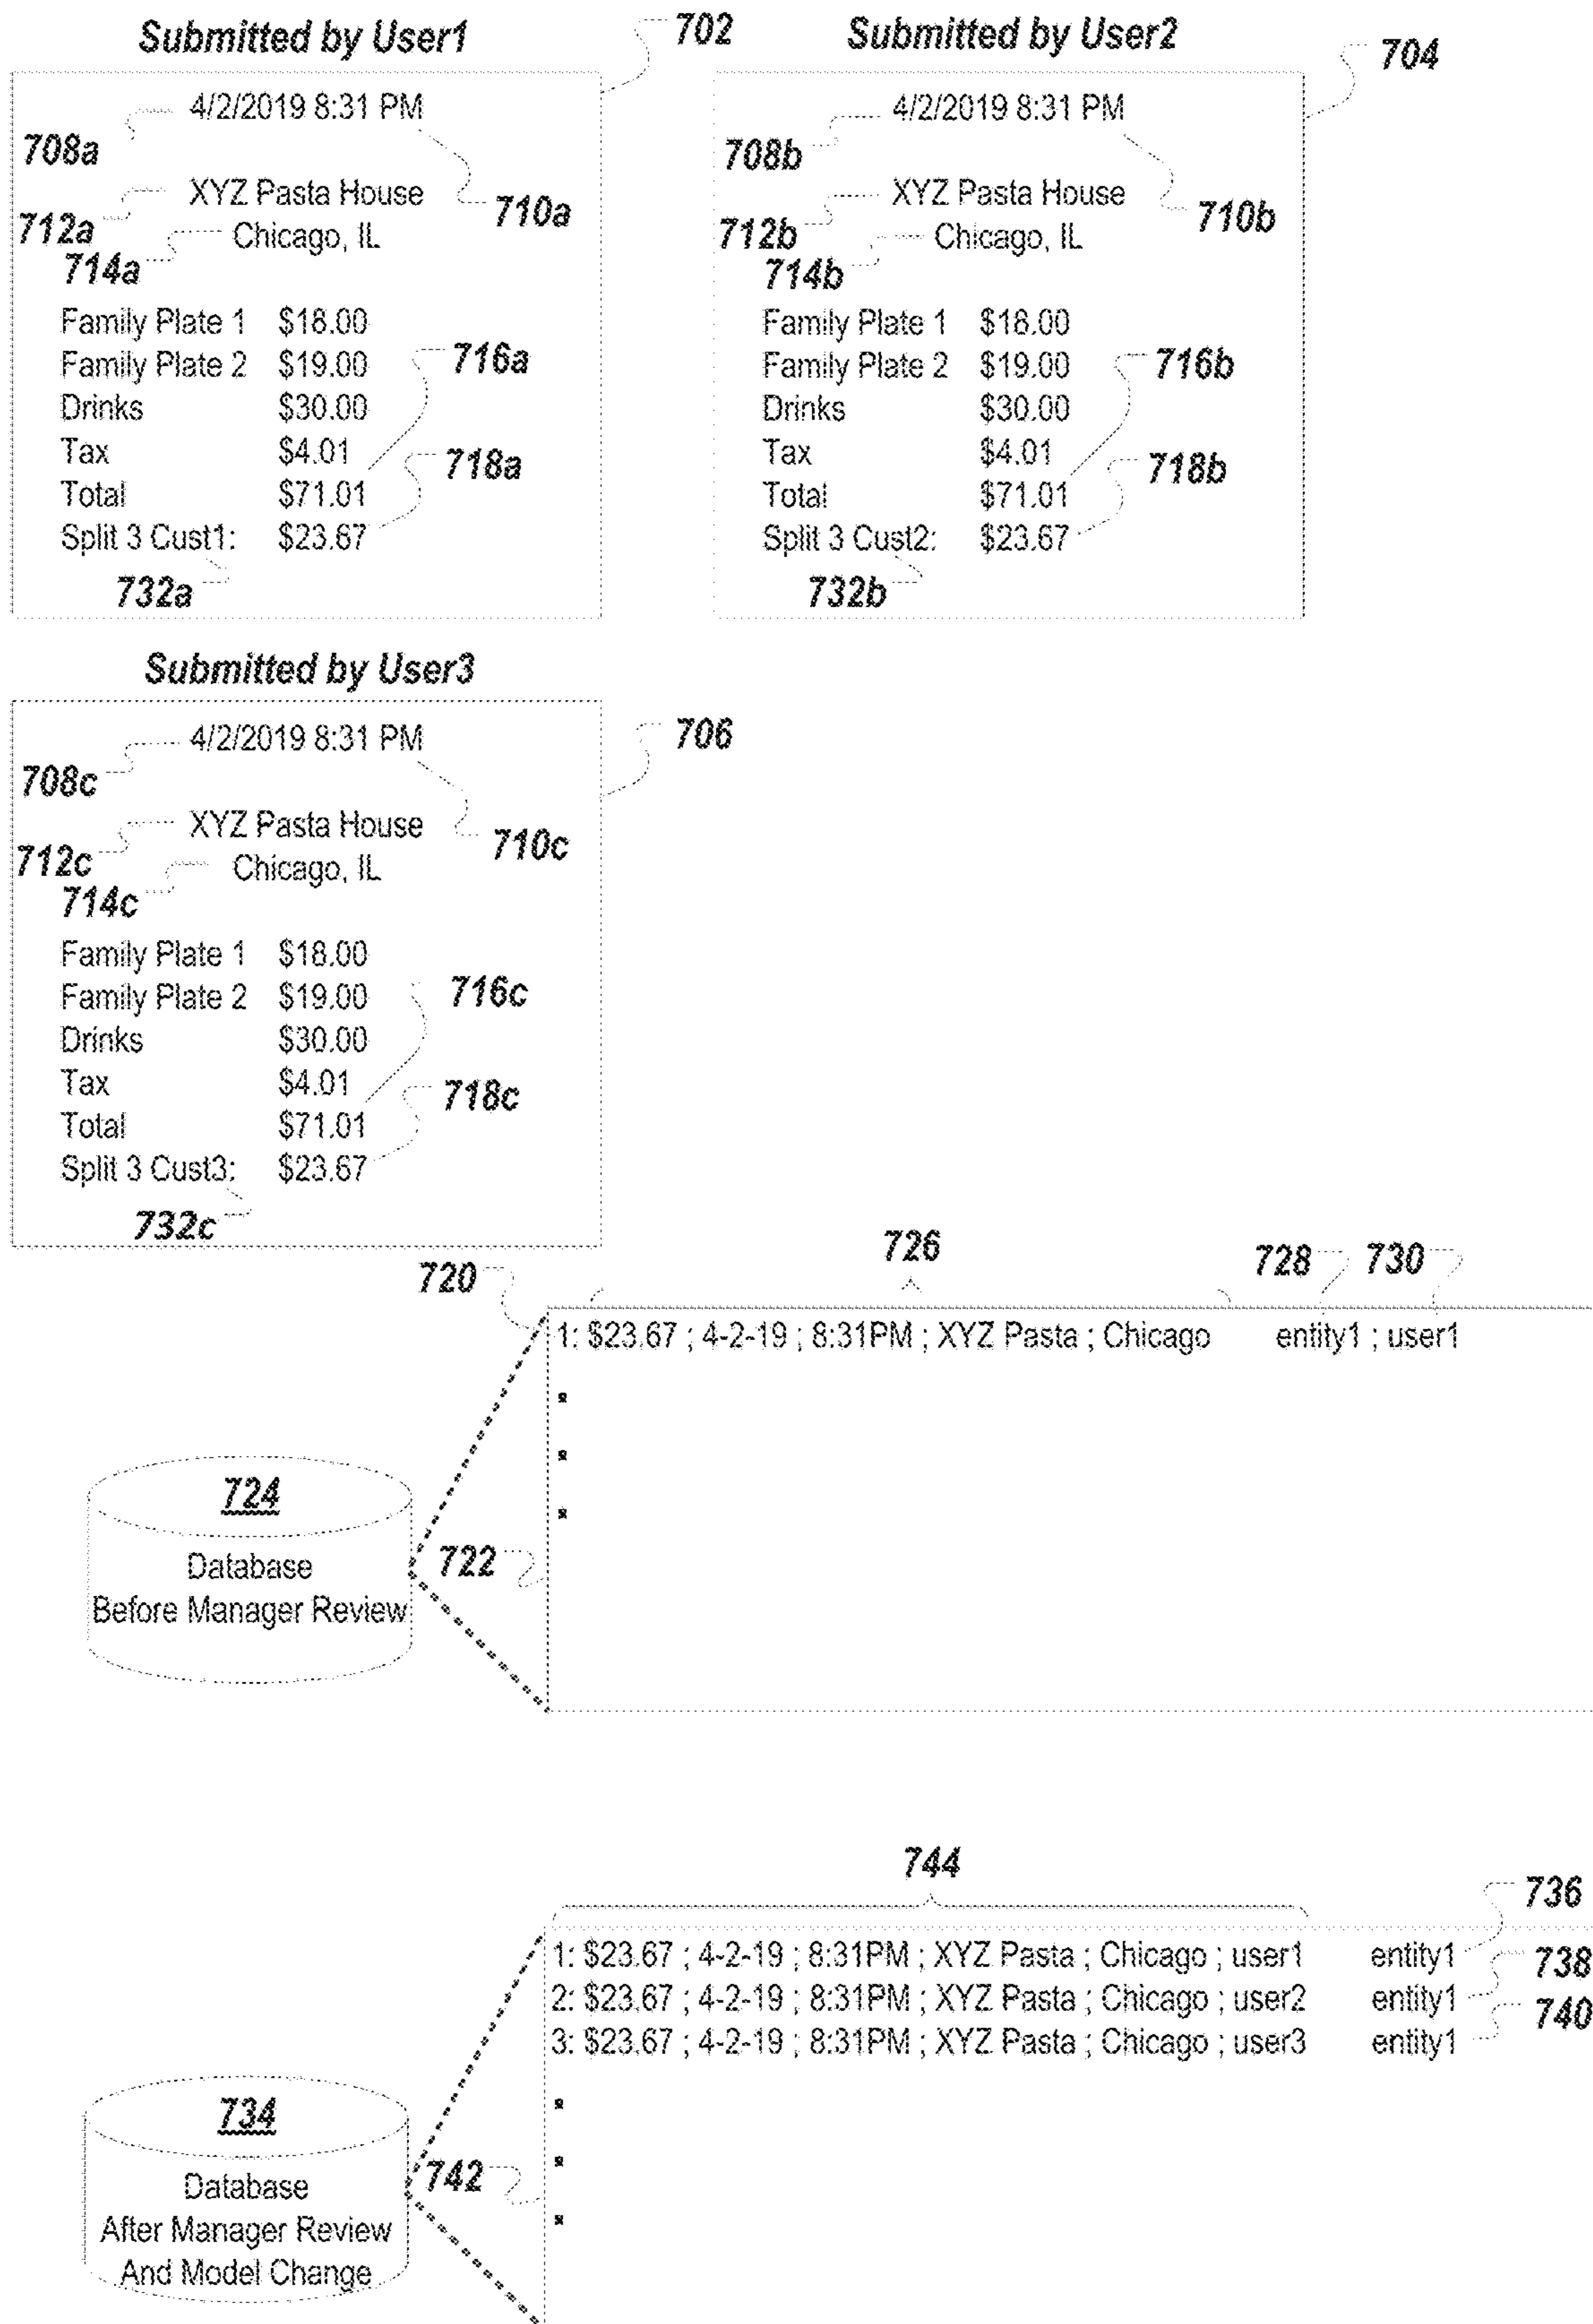 Submitted by User1
702
4/2/2019 8:31 PM
708a
XYZ Pasta House
710a
712a
Chicago, IL
714a
Family Plate 1 $18.00
716a
Family Plate 2 $19.00
Drinks $30.00
Tax $4.01
718a
Total $71.01
Split 3 Cust1: $23.67
732a
Submitted by User2
704
4/2/2019 8:31 PM
708b
XYZ Pasta House
710b
712b
Chicago, IL
714b
Family Plate 1 $18.00
716b
Family Plate 2 $19.00
Drinks $30.00
Tax $4.01
718b
Total $71.01
Split 3 Cust2: $23.67
732b
Submitted by User3
706
4/2/2019 8:31 PM
708c
XYZ Pasta House
710c
712c
Chicago, IL
714c
Family Plate 1 $18.00
716c
Family Plate 2 $19.00
Drinks $30.00
Tax $4.01
718c
Total $71.01
Split 3 Cust3: $23.67
732c
726
728 730
720
1: $23.67 ; 4-2-19 ; 8:31PM ; XYZ Pasta ; Chicago entity1 ; user1
724
Database
Before Manager Review
722
744
736
1: $23.67 ; 4-2-19 ; 8:31PM ; XYZ Pasta ; Chicago ; user1 entity1
738
2: $23.67 ; 4-2-19 ; 8:31PM ; XYZ Pasta ; Chicago ; user2 entity1
740
3: $23.67 ; 4-2-19 ; 8:31PM ; XYZ Pasta ; Chicago ; user3 entity1
734
Database
After Manager Review
And Model Change
742